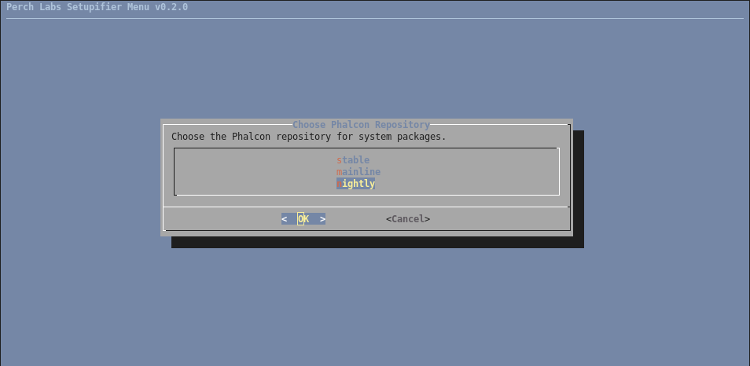 Perch Labs Setupifier Menu v0.2.0
Choose Phalcon Repository
Choose the Phalcon repository for system packages.
stable
mainline
nightly
< OK >
<Cancel>